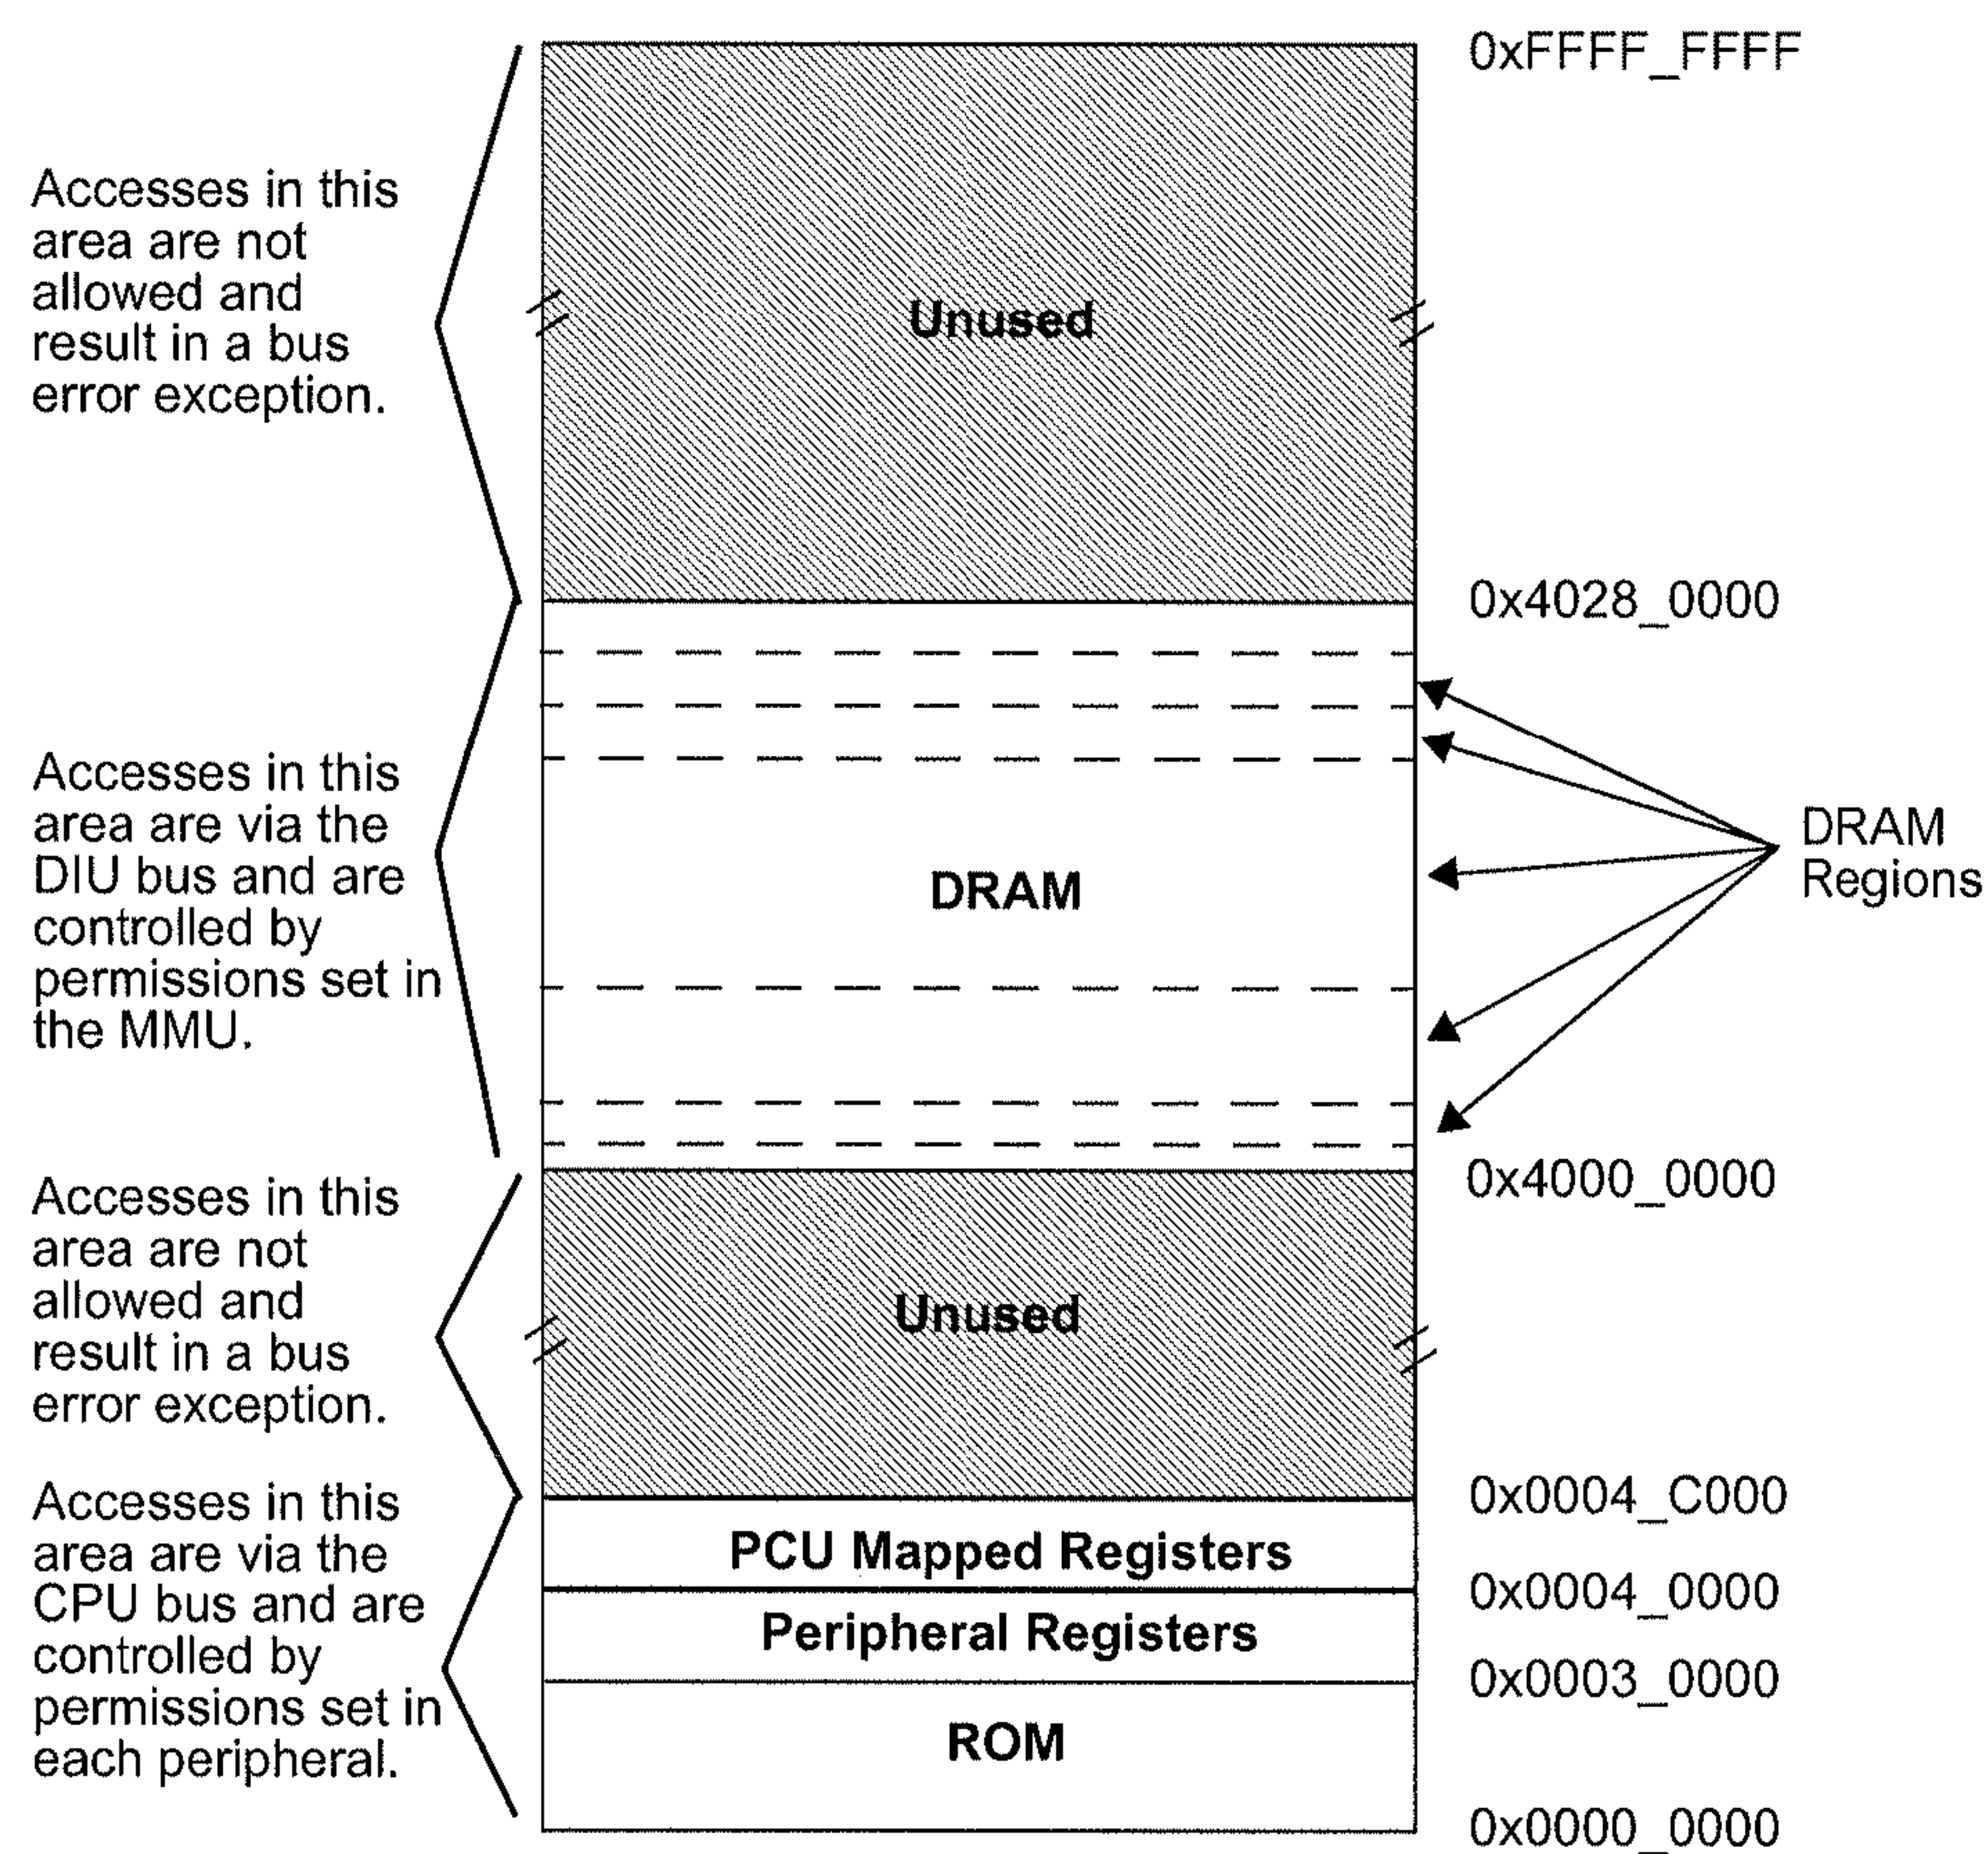 0xFFFF_FFFF
Accesses in this
area are not
allowed and
result in a bus
error exception.
Unused
0x4028_0000
Accesses in this
area are via the
DIU bus and are
controlled by
permissions set in
the MMU.
DRAM
DRAM
Regions
0x4000_0000
Accesses in this
area are not
allowed and
result in a bus
error exception.
Unused
0x0004_C000
Accesses in this
area are via the
CPU bus and are
controlled by
permissions set in
each peripheral.
PCU Mapped Registers
0x0004_0000
Peripheral Registers
0x0003_0000
ROM
0x0000_0000